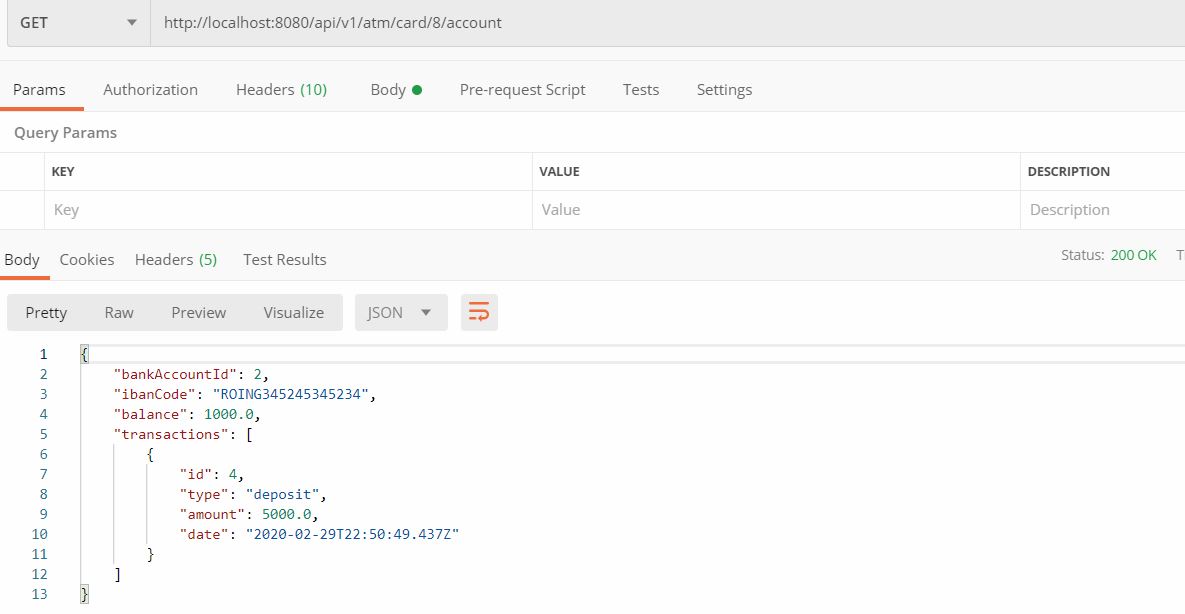 GET http://localhost:8080/api/v1/atm/card/8/account
Params Authorization Headers (10) Body Pre-request Script Tests Settings
Query Params
KEY VALUE DESCRIPTION
Key Value Description
Body Cookies Headers (5) Test Results Status: 200 OK T
Pretty Raw Preview Visualize JSON
1 {
2 "bankAccountId": 2,
3 "ibanCode": "ROING345245345234",
4 "balance": 1000.0,
5 "transactions": [
6 {
7 "id": 4,
8 "type": "deposit",
9 "amount": 5000.0,
10 "date": "2020-02-29T22:50:49.437Z"
11 }
12 ]
13 }